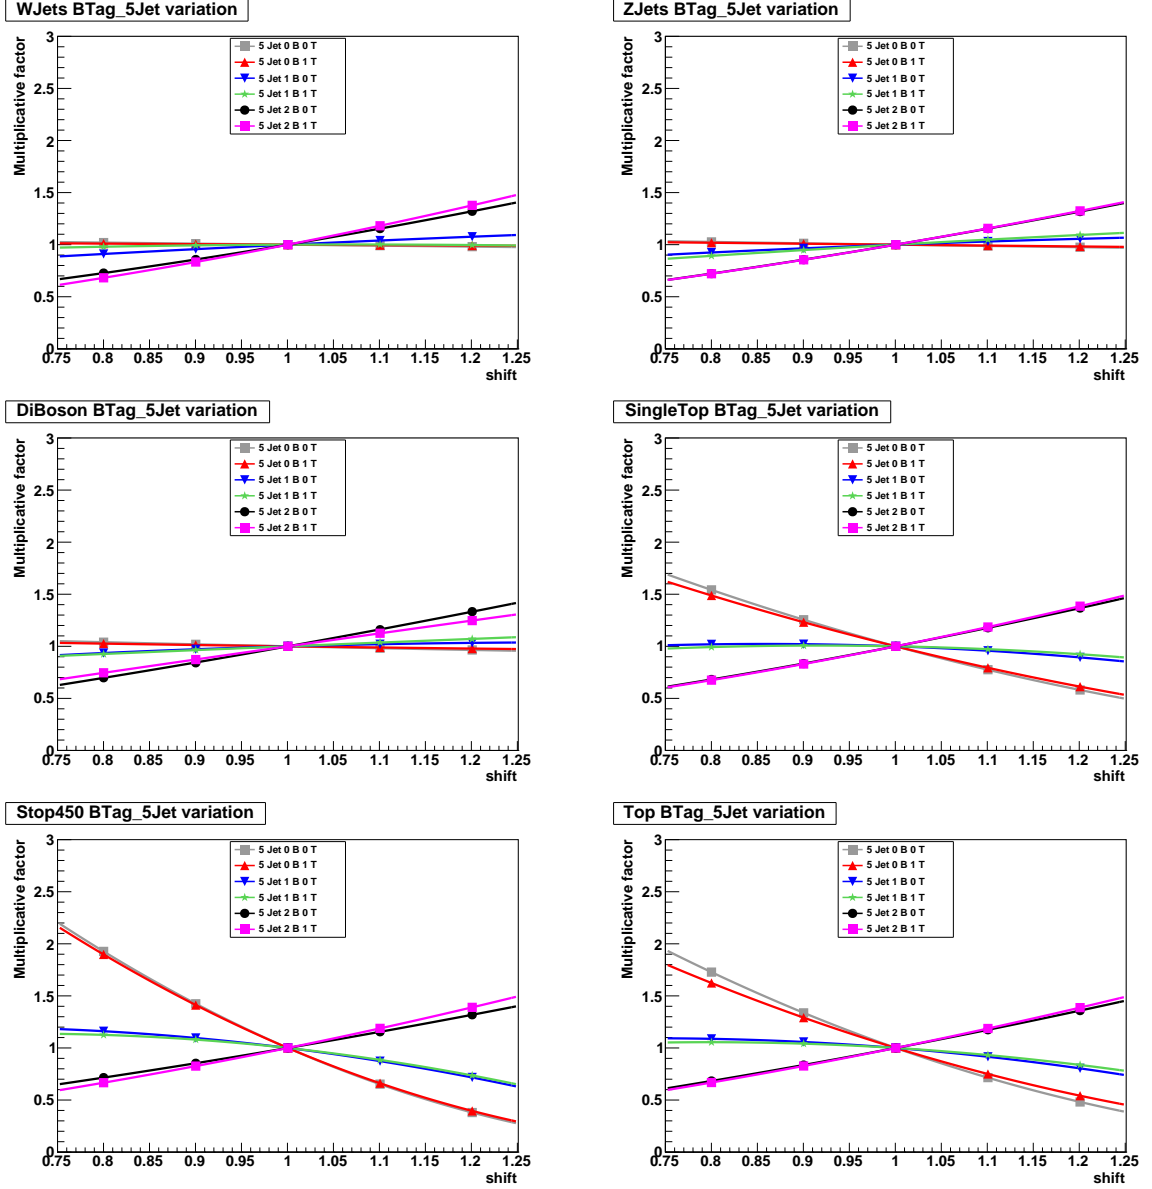 WJets BTag_5Jet variation
Multiplicative factor
3
2.5
2
1.5
1
0.5
0
5 Jet 0 B 0 T
5 Jet 0 B 1 T
5 Jet 1 B 0 T
5 Jet 1 B 1 T
5 Jet 2 B 0 T
5 Jet 2 B 1 T
0.75 0.8 0.85 0.9 0.95 1 1.05 1.1 1.15 1.2 1.25
shift
ZJets BTag_5Jet variation
Multiplicative factor
3
2.5
2
1.5
1
0.5
0
5 Jet 0 B 0 T
5 Jet 0 B 1 T
5 Jet 1 B 0 T
5 Jet 1 B 1 T
5 Jet 2 B 0 T
5 Jet 2 B 1 T
0.75 0.8 0.85 0.9 0.95 1 1.05 1.1 1.15 1.2 1.25
shift
DiBoson BTag_5Jet variation
Multiplicative factor
3
2.5
2
1.5
1
0.5
0
5 Jet 0 B 0 T
5 Jet 0 B 1 T
5 Jet 1 B 0 T
5 Jet 1 B 1 T
5 Jet 2 B 0 T
5 Jet 2 B 1 T
0.75 0.8 0.85 0.9 0.95 1 1.05 1.1 1.15 1.2 1.25
shift
SingleTop BTag_5Jet variation
Multiplicative factor
3
2.5
2
1.5
1
0.5
0
5 Jet 0 B 0 T
5 Jet 0 B 1 T
5 Jet 1 B 0 T
5 Jet 1 B 1 T
5 Jet 2 B 0 T
5 Jet 2 B 1 T
0.75 0.8 0.85 0.9 0.95 1 1.05 1.1 1.15 1.2 1.25
shift
Stop450 BTag_5Jet variation
Multiplicative factor
3
2.5
2
1.5
1
0.5
0
5 Jet 0 B 0 T
5 Jet 0 B 1 T
5 Jet 1 B 0 T
5 Jet 1 B 1 T
5 Jet 2 B 0 T
5 Jet 2 B 1 T
0.75 0.8 0.85 0.9 0.95 1 1.05 1.1 1.15 1.2 1.25
shift
Top BTag_5Jet variation
Multiplicative factor
3
2.5
2
1.5
1
0.5
0
5 Jet 0 B 0 T
5 Jet 0 B 1 T
5 Jet 1 B 0 T
5 Jet 1 B 1 T
5 Jet 2 B 0 T
5 Jet 2 B 1 T
0.75 0.8 0.85 0.9 0.95 1 1.05 1.1 1.15 1.2 1.25
shift